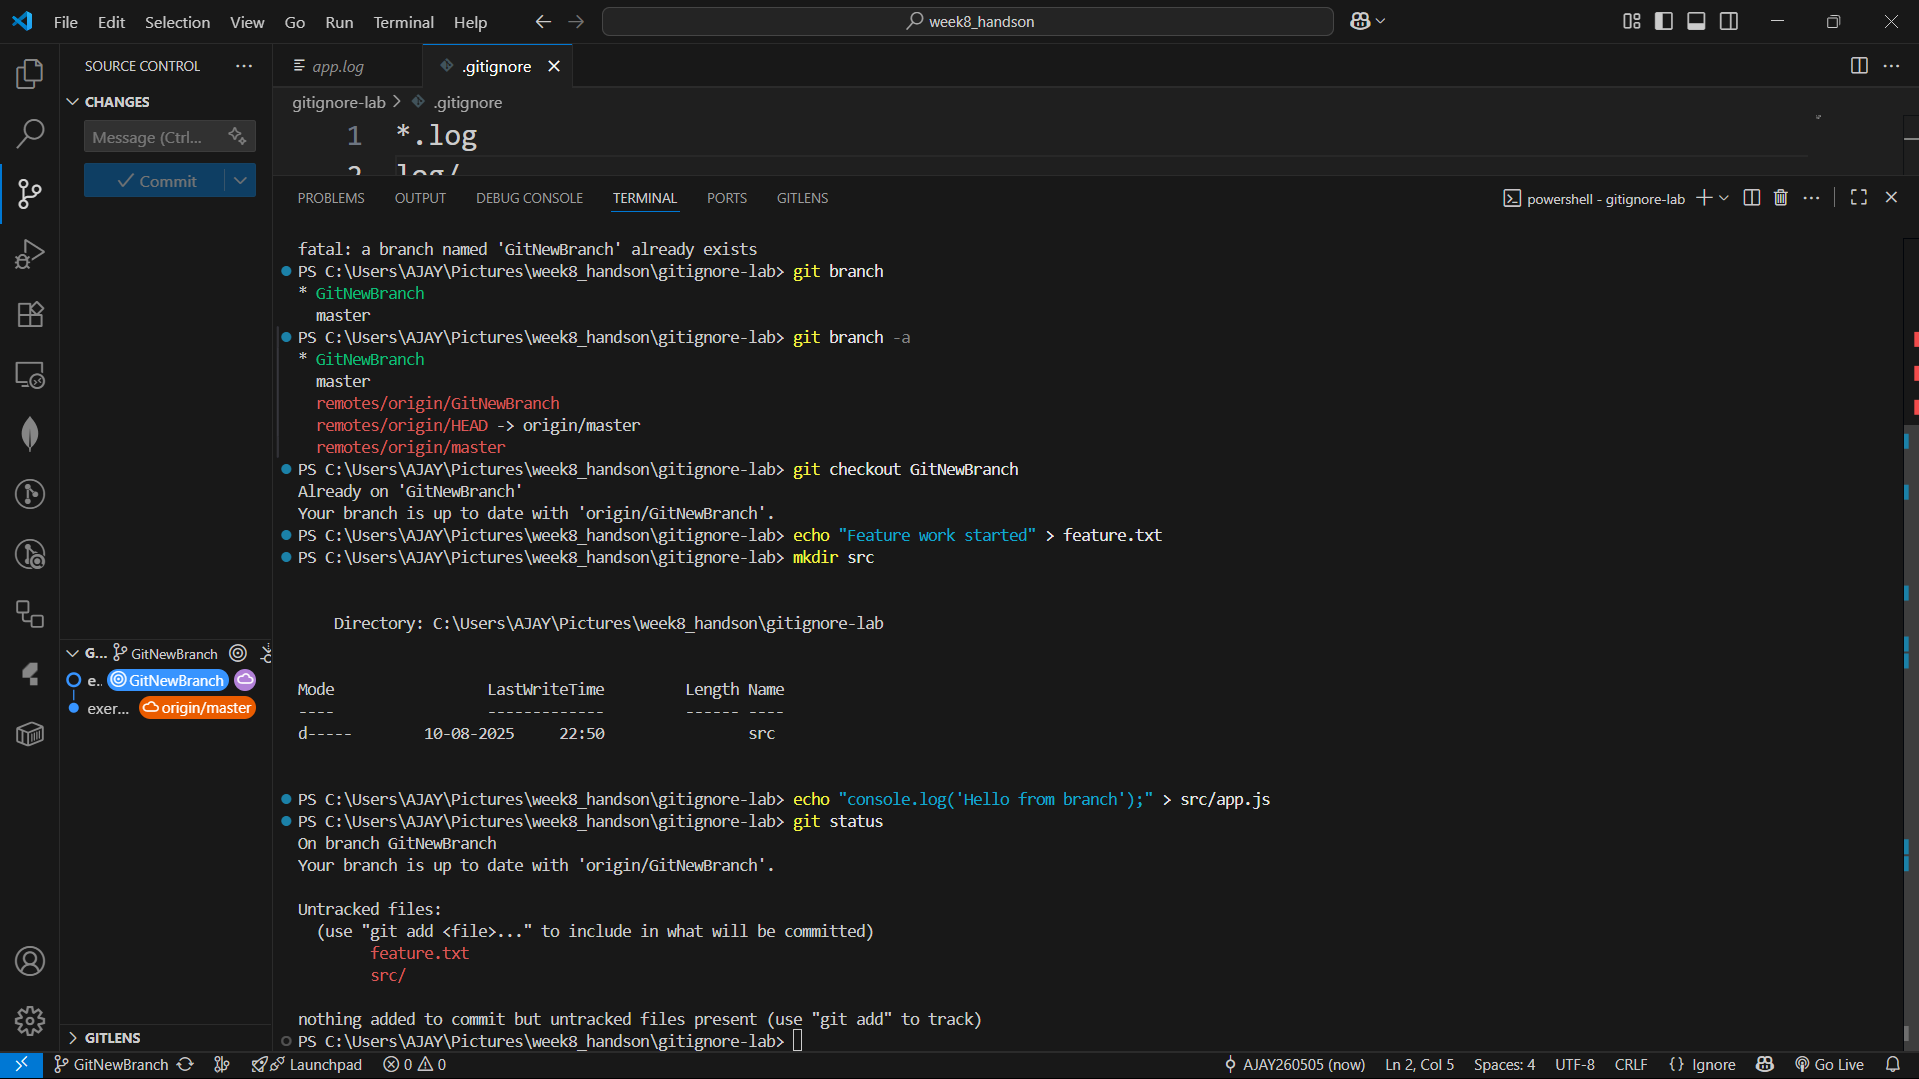 File Edit Selection View Go Run Terminal Help
week8_handson
SOURCE CONTROL
CHANGES
Message (Ctrl...
Commit
app.log
.gitignore
gitignore-lab > .gitignore
1 *.log
2 log/
PROBLEMS OUTPUT DEBUG CONSOLE TERMINAL PORTS GITLENS
powershell - gitignore-lab
fatal: a branch named 'GitNewBranch' already exists
PS C:\Users\AJAY\Pictures\week8_handson\gitignore-lab> git branch
* GitNewBranch
master
PS C:\Users\AJAY\Pictures\week8_handson\gitignore-lab> git branch -a
* GitNewBranch
master
remotes/origin/GitNewBranch
remotes/origin/HEAD -> origin/master
remotes/origin/master
PS C:\Users\AJAY\Pictures\week8_handson\gitignore-lab> git checkout GitNewBranch
Already on 'GitNewBranch'
Your branch is up to date with 'origin/GitNewBranch'.
PS C:\Users\AJAY\Pictures\week8_handson\gitignore-lab> echo "Feature work started" > feature.txt
PS C:\Users\AJAY\Pictures\week8_handson\gitignore-lab> mkdir src
Directory: C:\Users\AJAY\Pictures\week8_handson\gitignore-lab
Mode LastWriteTime Length Name
---- ------------- ------ ----
d----- 10-08-2025 22:50 src
PS C:\Users\AJAY\Pictures\week8_handson\gitignore-lab> echo "console.log('Hello from branch');" > src/app.js
PS C:\Users\AJAY\Pictures\week8_handson\gitignore-lab> git status
On branch GitNewBranch
Your branch is up to date with 'origin/GitNewBranch'.
Untracked files:
(use "git add <file>..." to include in what will be committed)
feature.txt
src/
nothing added to commit but untracked files present (use "git add" to track)
PS C:\Users\AJAY\Pictures\week8_handson\gitignore-lab>
G... GitNewBranch
e.. GitNewBranch
exer... origin/master
GITLENS
GitNewBranch Launchpad 0 0
AJAY260505 (now) Ln 2, Col 5 Spaces: 4 UTF-8 CRLF {} Ignore Go Live